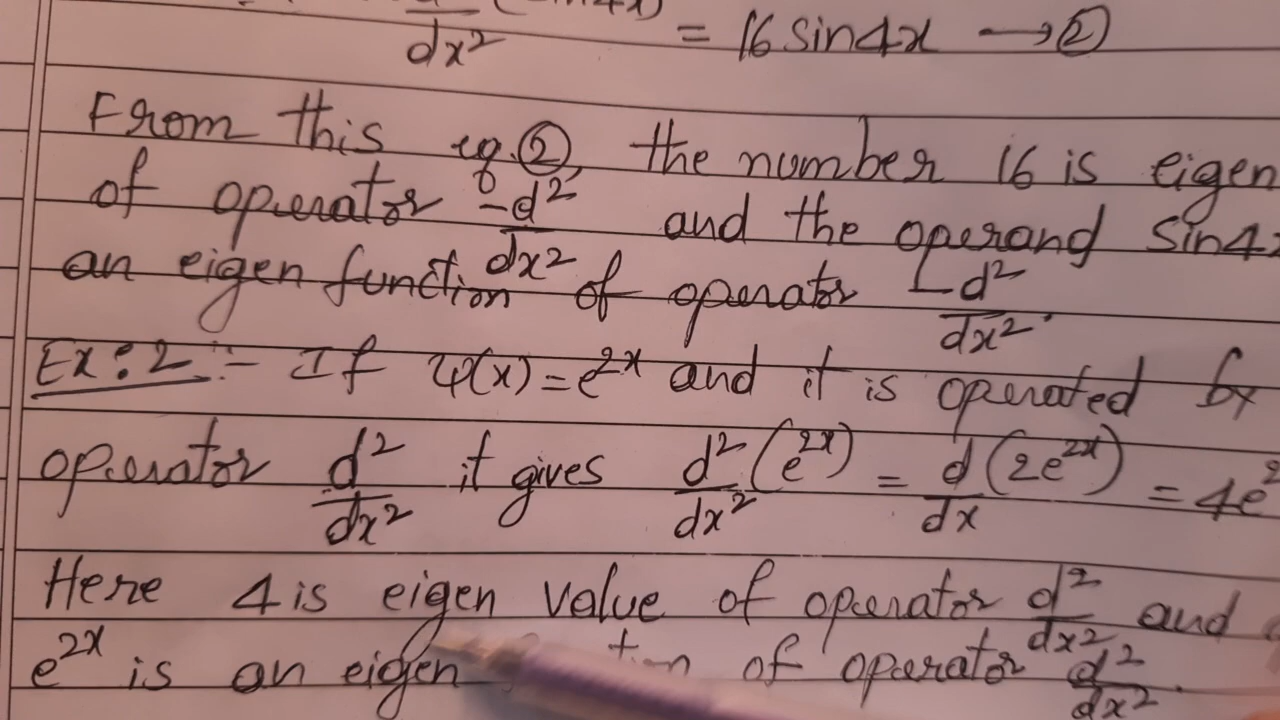 d²/dx² (sin4x) = 16 sin4x → ②
From this eq.②, the number 16 is eigen
of operator -d²/dx² and the operand sin4x
an eigen function of operator -d²/dx².
Ex:2:- If ψ(x)=e^2x and it is operated by
operator d²/dx² it gives d²/dx² (e^2x) = d/dx (2e^2x) = 4e^2
Here 4 is eigen value of operator d²/dx² and
e^2x is an eigen of operator d²/dx².